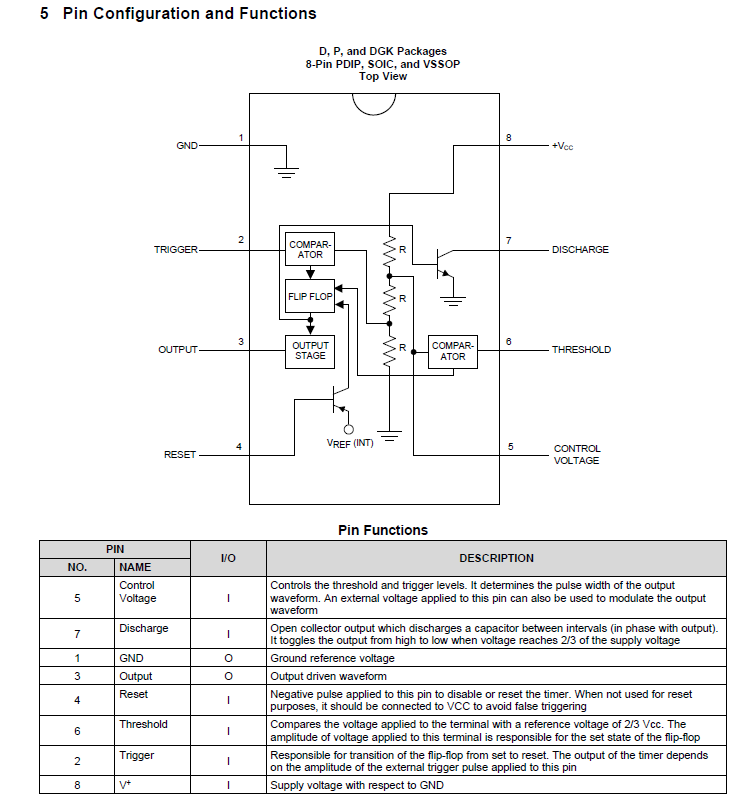 5 Pin Configuration and Functions
D, P, and DGK Packages
8-Pin PDIP, SOIC, and VSSOP
Top View
GND
1
8
+VCC
TRIGGER
2
COMPAR-
ATOR
R
7
DISCHARGE
FLIP FLOP
R
OUTPUT
3
OUTPUT
STAGE
R
COMPAR-
ATOR
6
THRESHOLD
RESET
4
VREF (INT)
5
CONTROL
VOLTAGE
Pin Functions
PIN
I/O
DESCRIPTION
NO.
NAME
5
Control
Voltage
I
Controls the threshold and trigger levels. It determines the pulse width of the output
waveform. An external voltage applied to this pin can also be used to modulate the output
waveform
7
Discharge
I
Open collector output which discharges a capacitor between intervals (in phase with output).
It toggles the output from high to low when voltage reaches 2/3 of the supply voltage
1
GND
O
Ground reference voltage
3
Output
O
Output driven waveform
4
Reset
I
Negative pulse applied to this pin to disable or reset the timer. When not used for reset
purposes, it should be connected to VCC to avoid false triggering
6
Threshold
I
Compares the voltage applied to the terminal with a reference voltage of 2/3 Vcc. The
amplitude of voltage applied to this terminal is responsible for the set state of the flip-flop
2
Trigger
I
Responsible for transition of the flip-flop from set to reset. The output of the timer depends
on the amplitude of the external trigger pulse applied to this pin
8
V+
I
Supply voltage with respect to GND